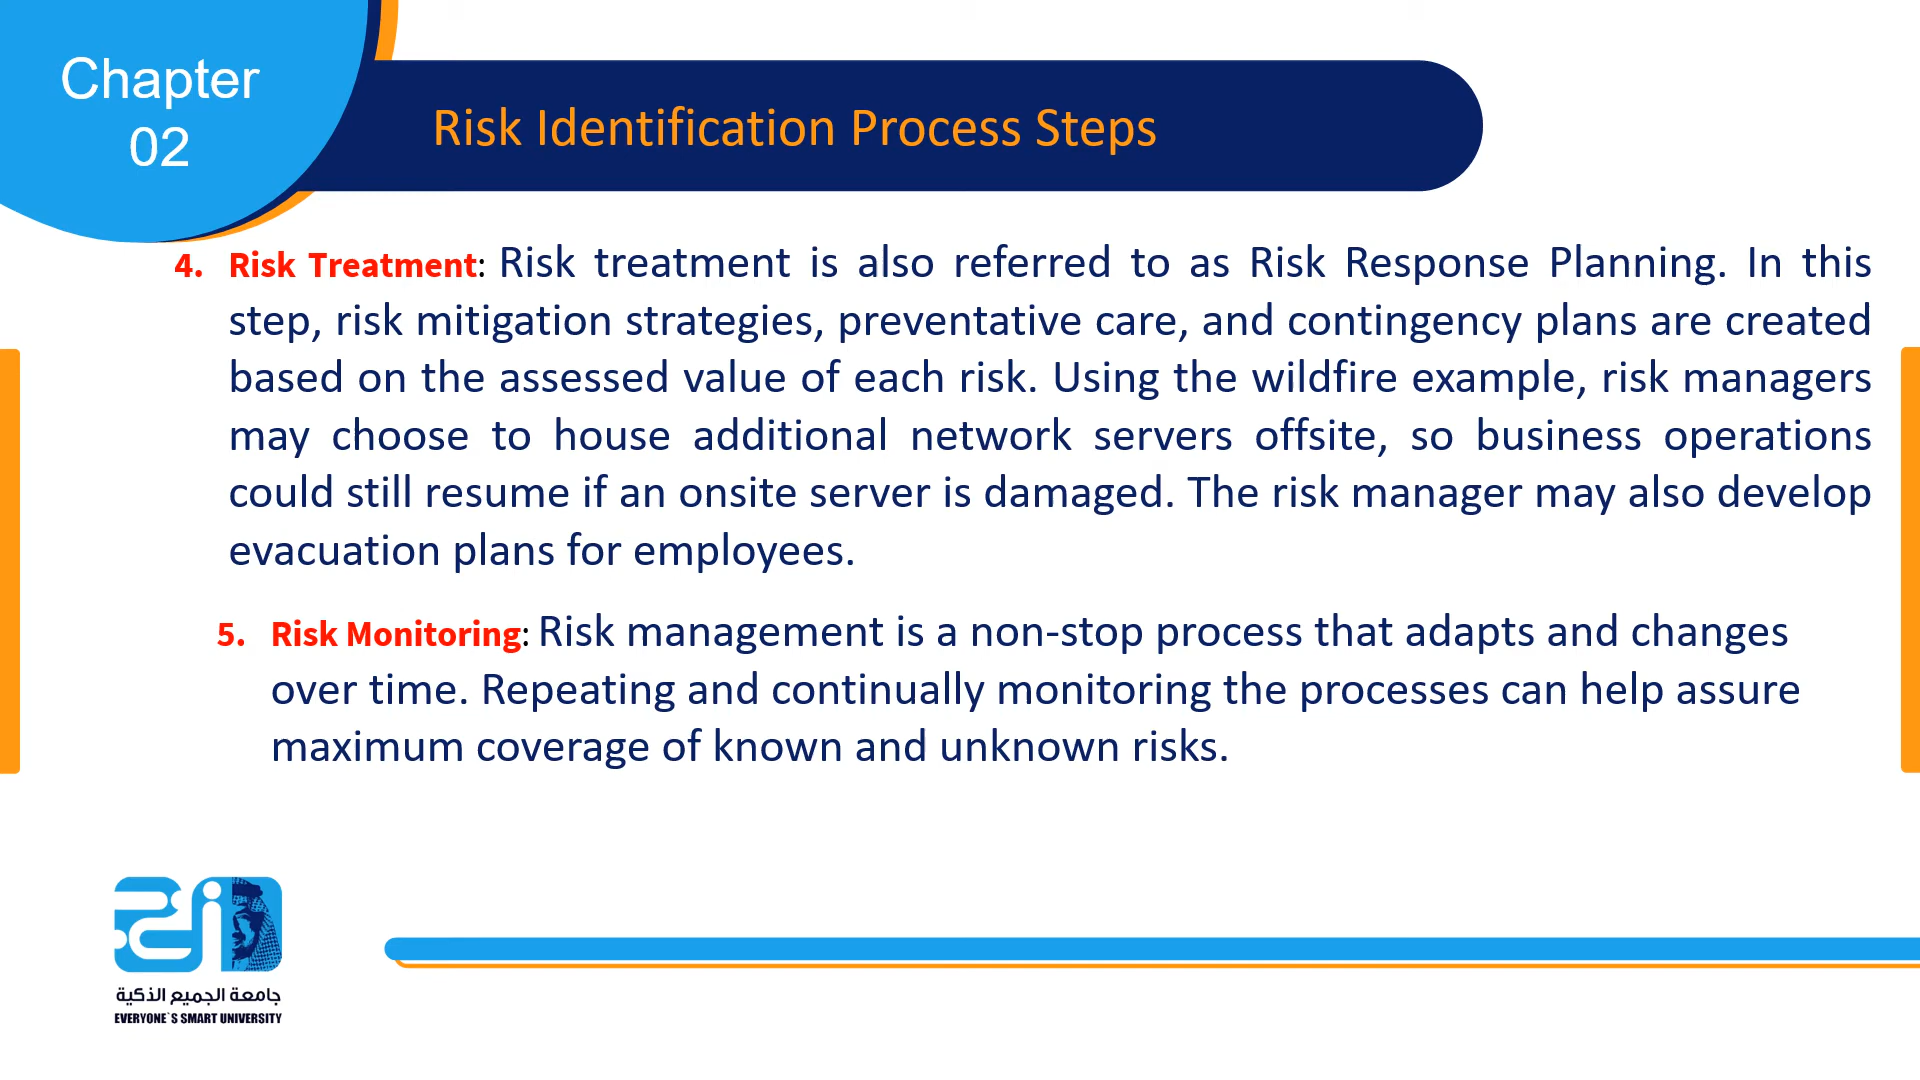 Chapter
02
Risk Identification Process Steps
4. Risk Treatment: Risk treatment is also referred to as Risk Response Planning. In this
step, risk mitigation strategies, preventative care, and contingency plans are created
based on the assessed value of each risk. Using the wildfire example, risk managers
may choose to house additional network servers offsite, so business operations
could still resume if an onsite server is damaged. The risk manager may also develop
evacuation plans for employees.
5. Risk Monitoring: Risk management is a non-stop process that adapts and changes
over time. Repeating and continually monitoring the processes can help assure
maximum coverage of known and unknown risks.
جامعة الجميع الذكية
EVERYONE`S SMART UNIVERSITY